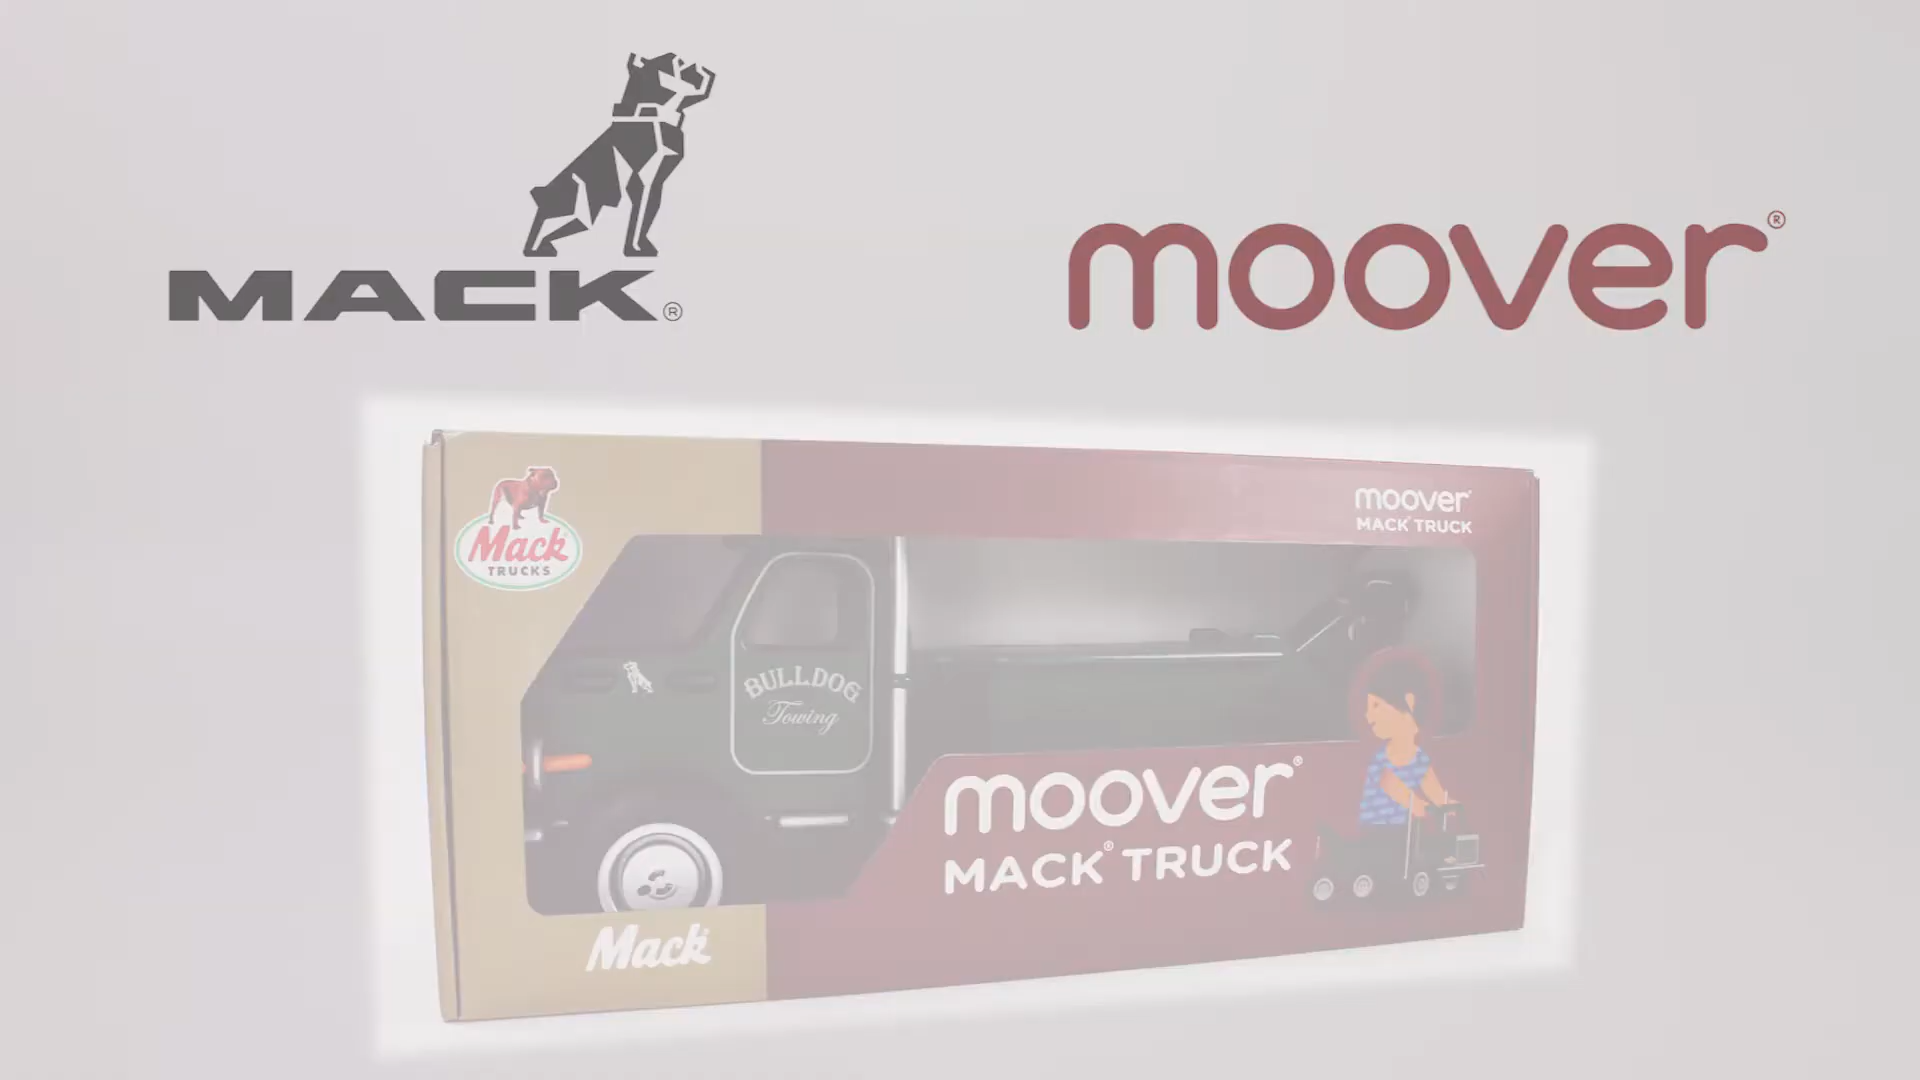 MACK®
moover®
Mack
TRUCKS
moover®
MACK® TRUCK
BULLDOG
Towing
moover®
MACK® TRUCK
Mack